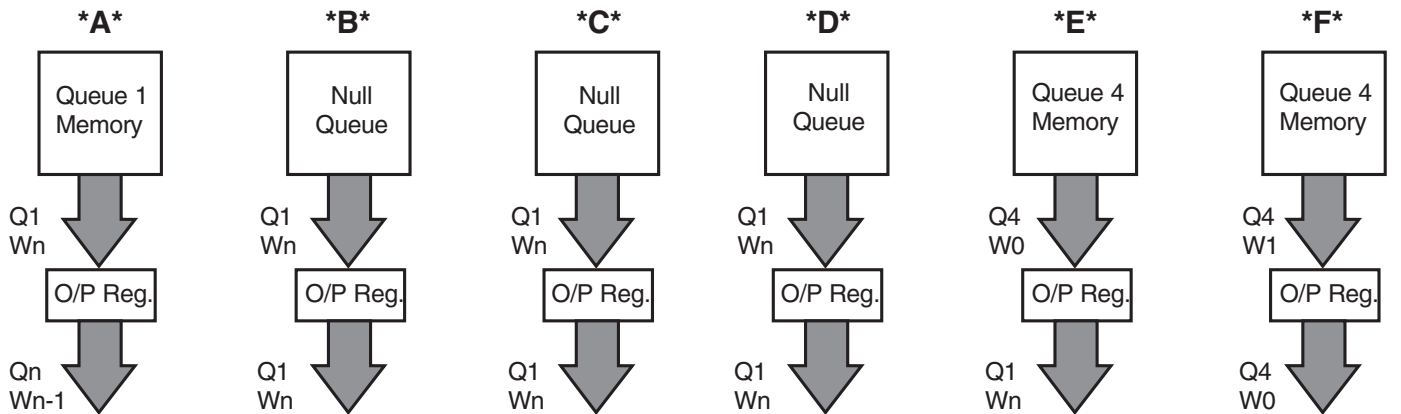 *A*
Queue 1
Memory
Q1
Wn
O/P Reg.
Qn
Wn-1
*B*
Null
Queue
Q1
Wn
O/P Reg.
Q1
Wn
*C*
Null
Queue
Q1
Wn
O/P Reg.
Q1
Wn
*D*
Null
Queue
Q1
Wn
O/P Reg.
Q1
Wn
*E*
Queue 4
Memory
Q4
W0
O/P Reg.
Q1
Wn
*F*
Queue 4
Memory
Q4
W1
O/P Reg.
Q4
W0